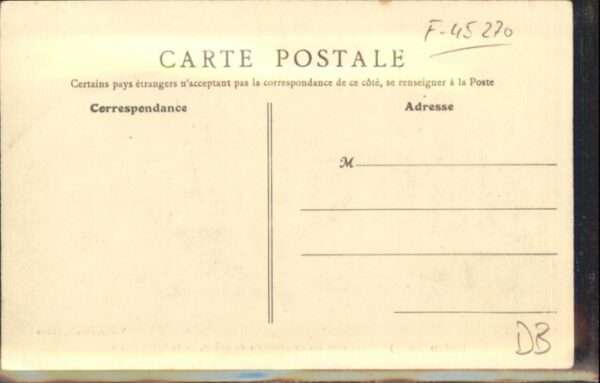 F-45270
CARTE POSTALE
Certains pays étrangers n'acceptant pas la correspondance de ce côté, se renseigner à la Poste
Correspondance
Adresse
M
DB